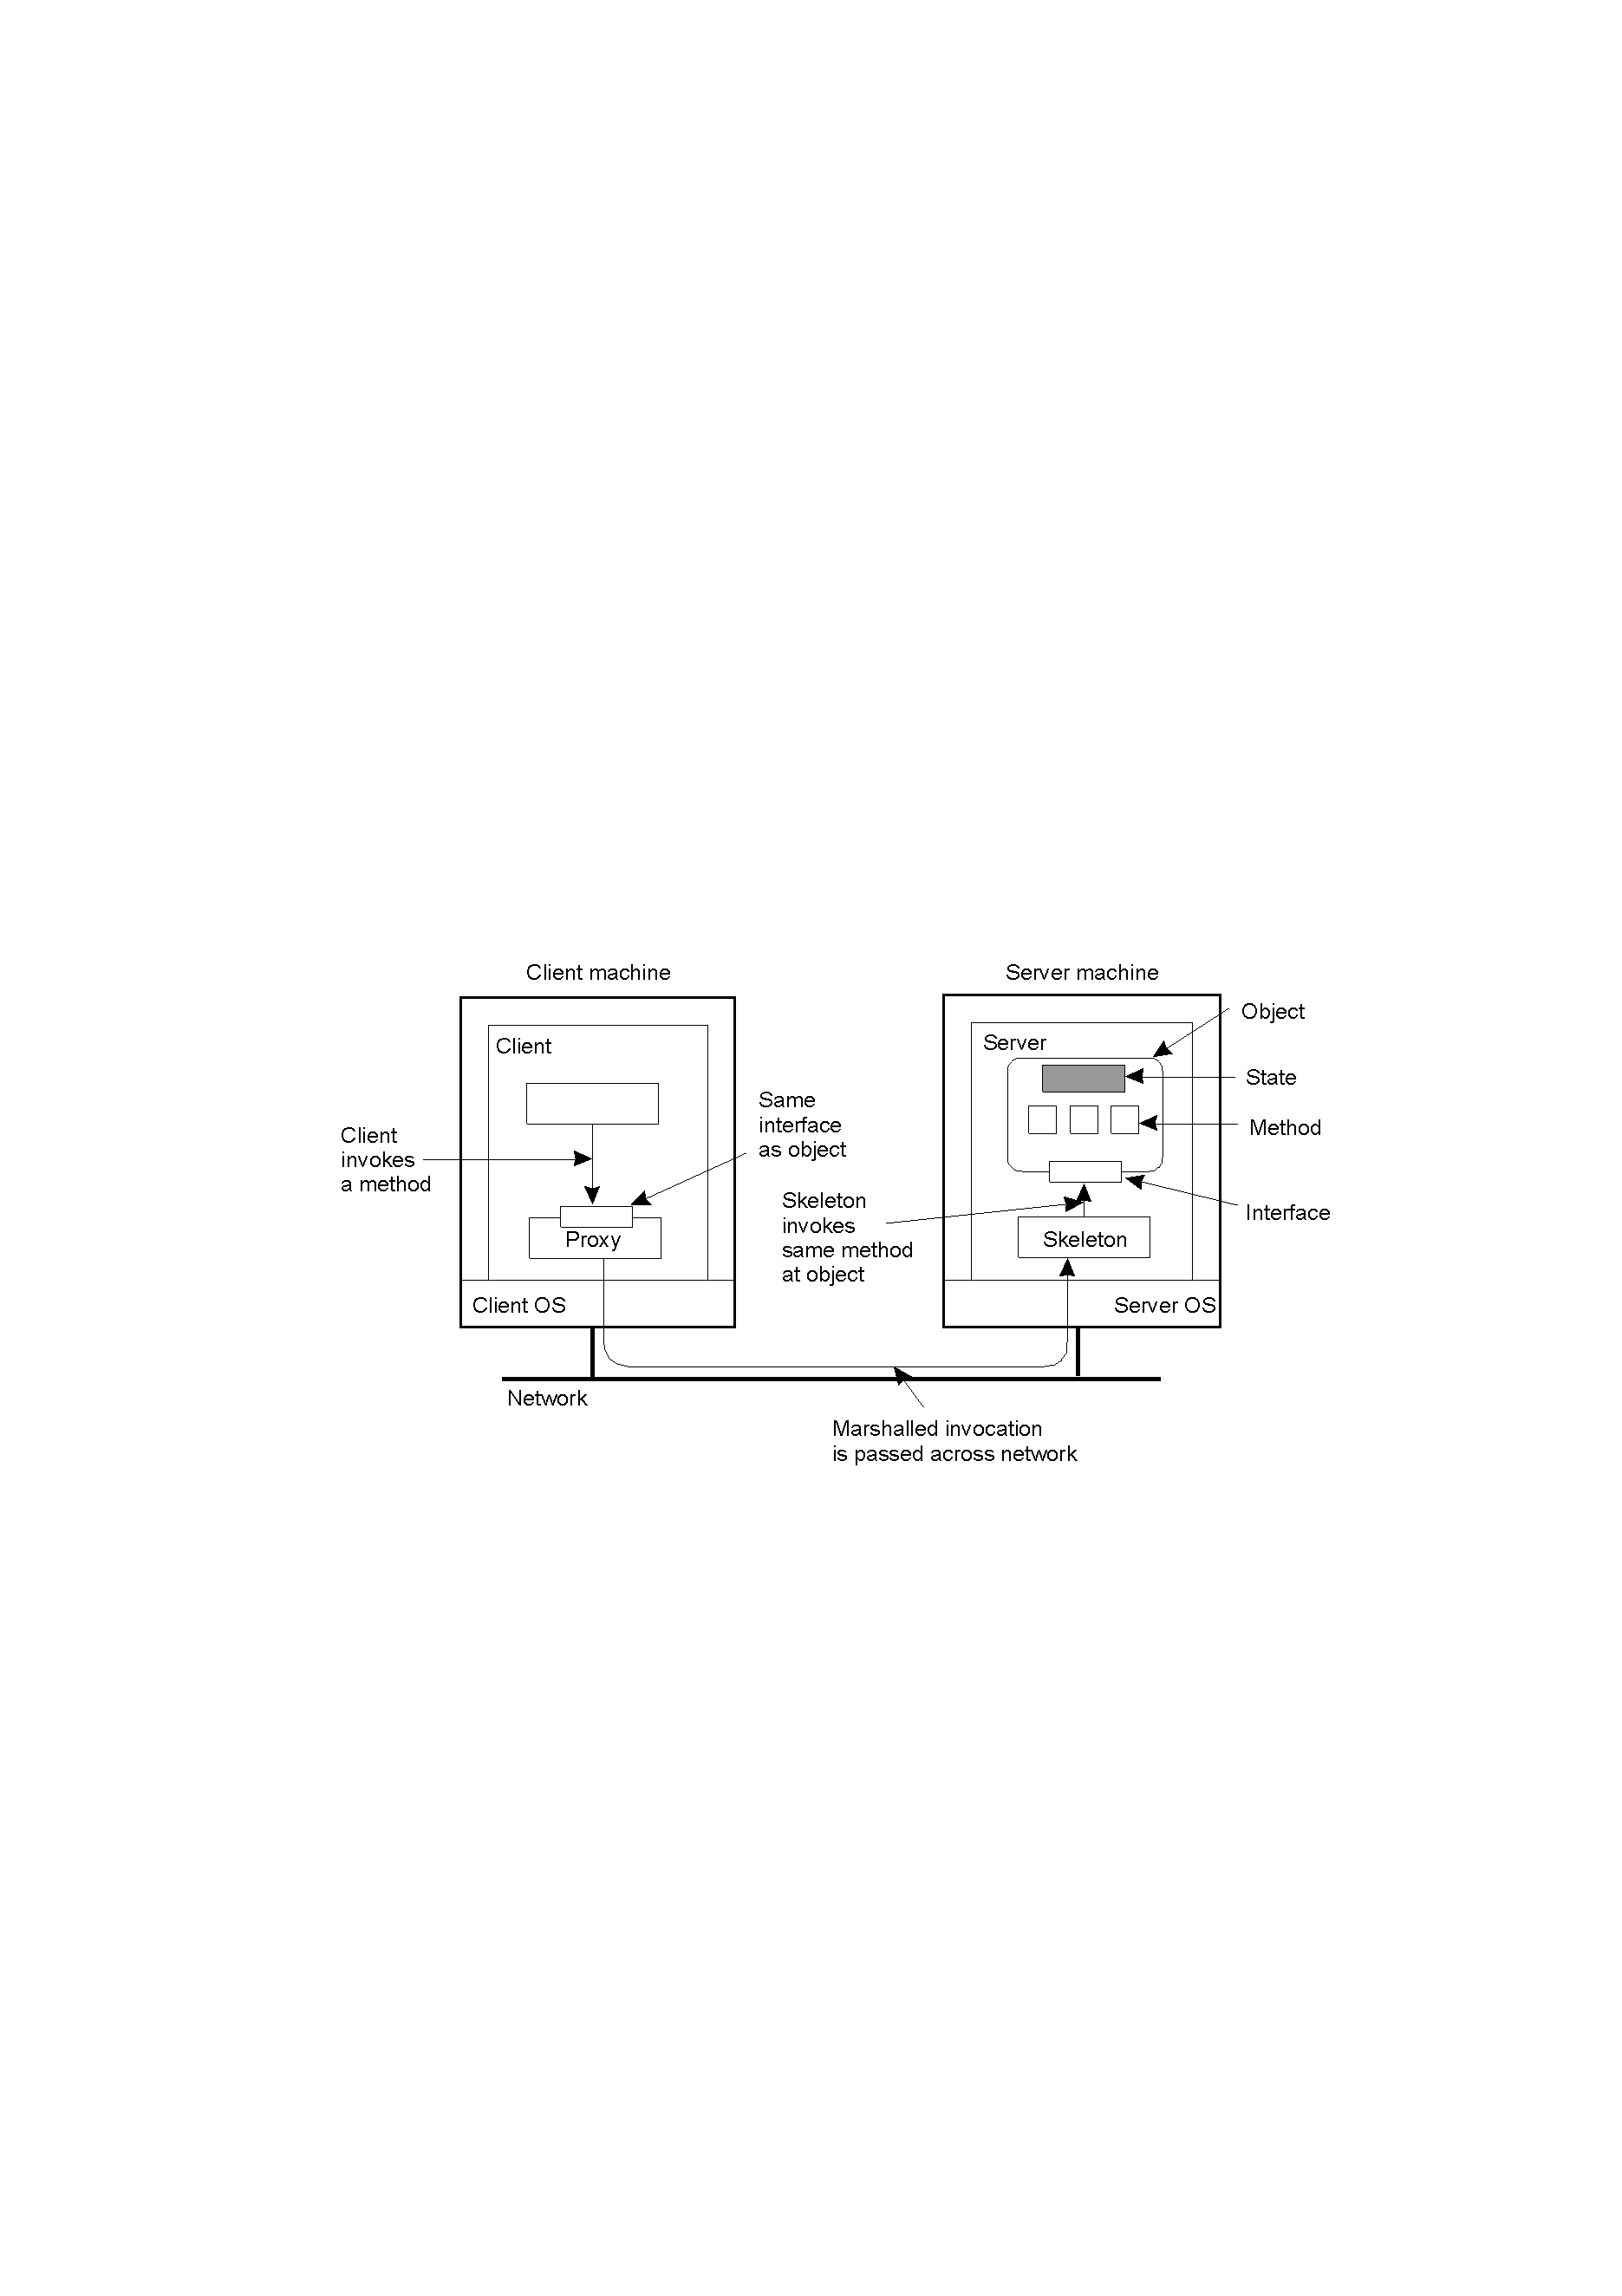 Client machine
Server machine
Object
Client
Server
State
Same
interface
as object
Method
Client
invokes
a method
Skeleton
invokes
same method
at object
Interface
Proxy
Skeleton
Client OS
Server OS
Network
Marshalled invocation
is passed across network